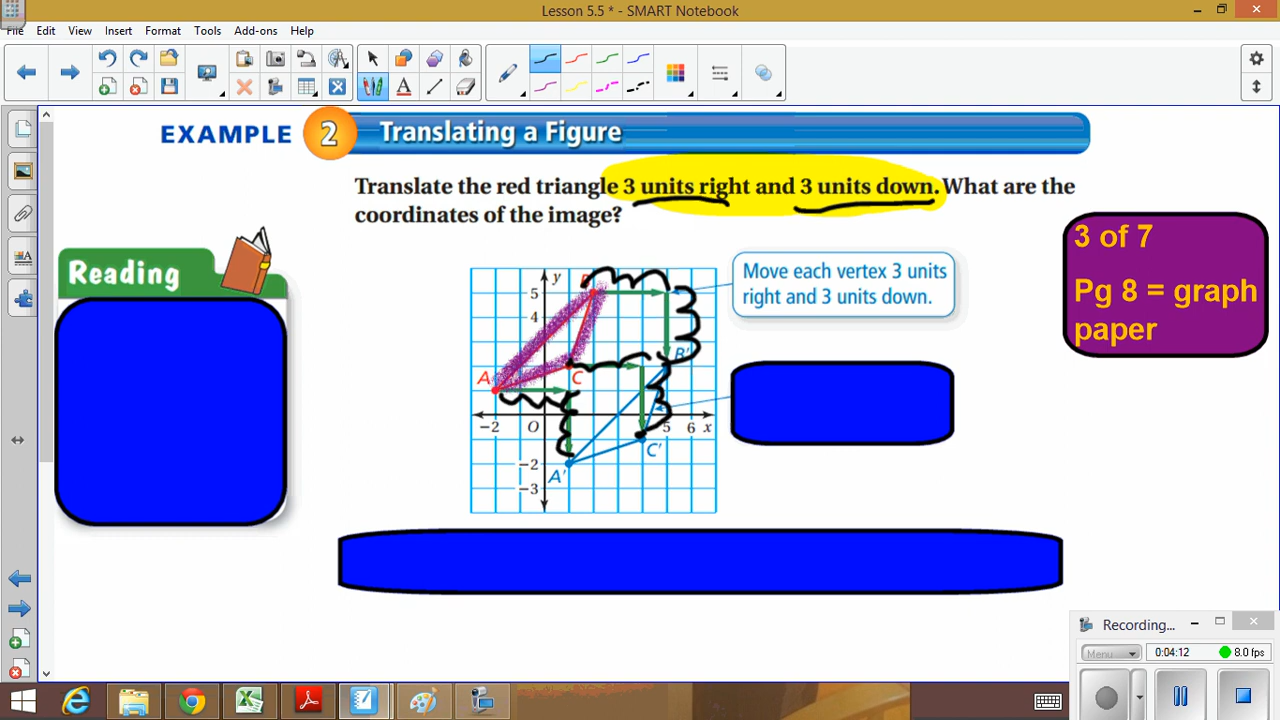 Lesson 5.5 * - SMART Notebook
File Edit View Insert Format Tools Add-ons Help
EXAMPLE 2 Translating a Figure
Translate the red triangle 3 units right and 3 units down. What are the
coordinates of the image?
Reading
3 of 7
Pg 8 = graph
paper
Move each vertex 3 units
right and 3 units down.
y
5
4
B'
A
C
-2 O 5 6 x
C'
-2
A'
-3
Recording...
Menu 0:04:12 8.0 fps